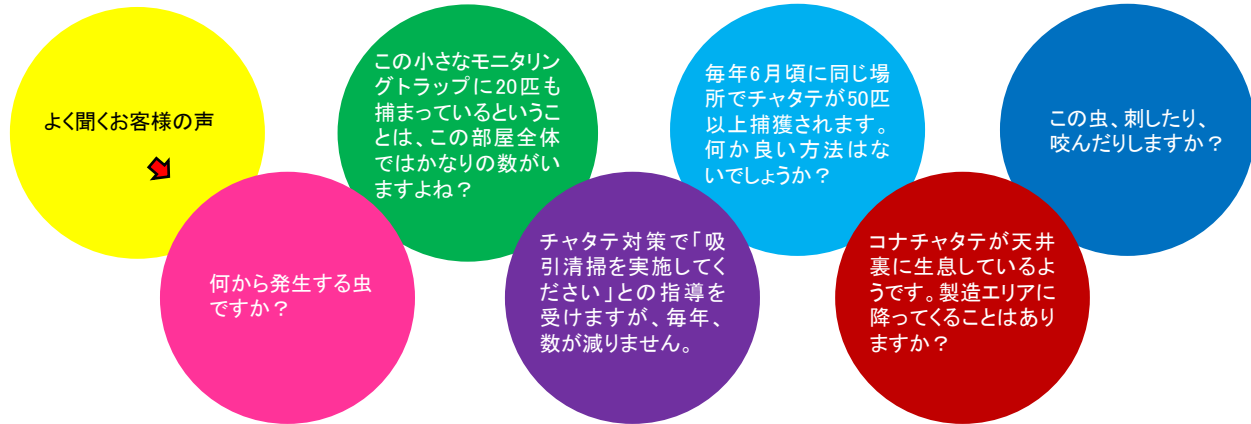 よく聞くお客様の声
何から発生する虫
ですか？
この小さなモニタリン
グトラップに20匹も
捕まっているというこ
とは、この部屋全体
ではかなりの数がい
ますよね？
チャタテ対策で「吸
引清掃を実施してく
ださい」との指導を
受けますが、毎年、
数が減りません。
毎年6月頃に同じ場
所でチャタテが50匹
以上捕獲されます。
何か良い方法はな
いでしょうか？
コナチャタテが天井
裏に生息しているよ
うです。製造エリアに
降ってくることはあり
ますか？
この虫、刺したり、
咬んだりしますか？